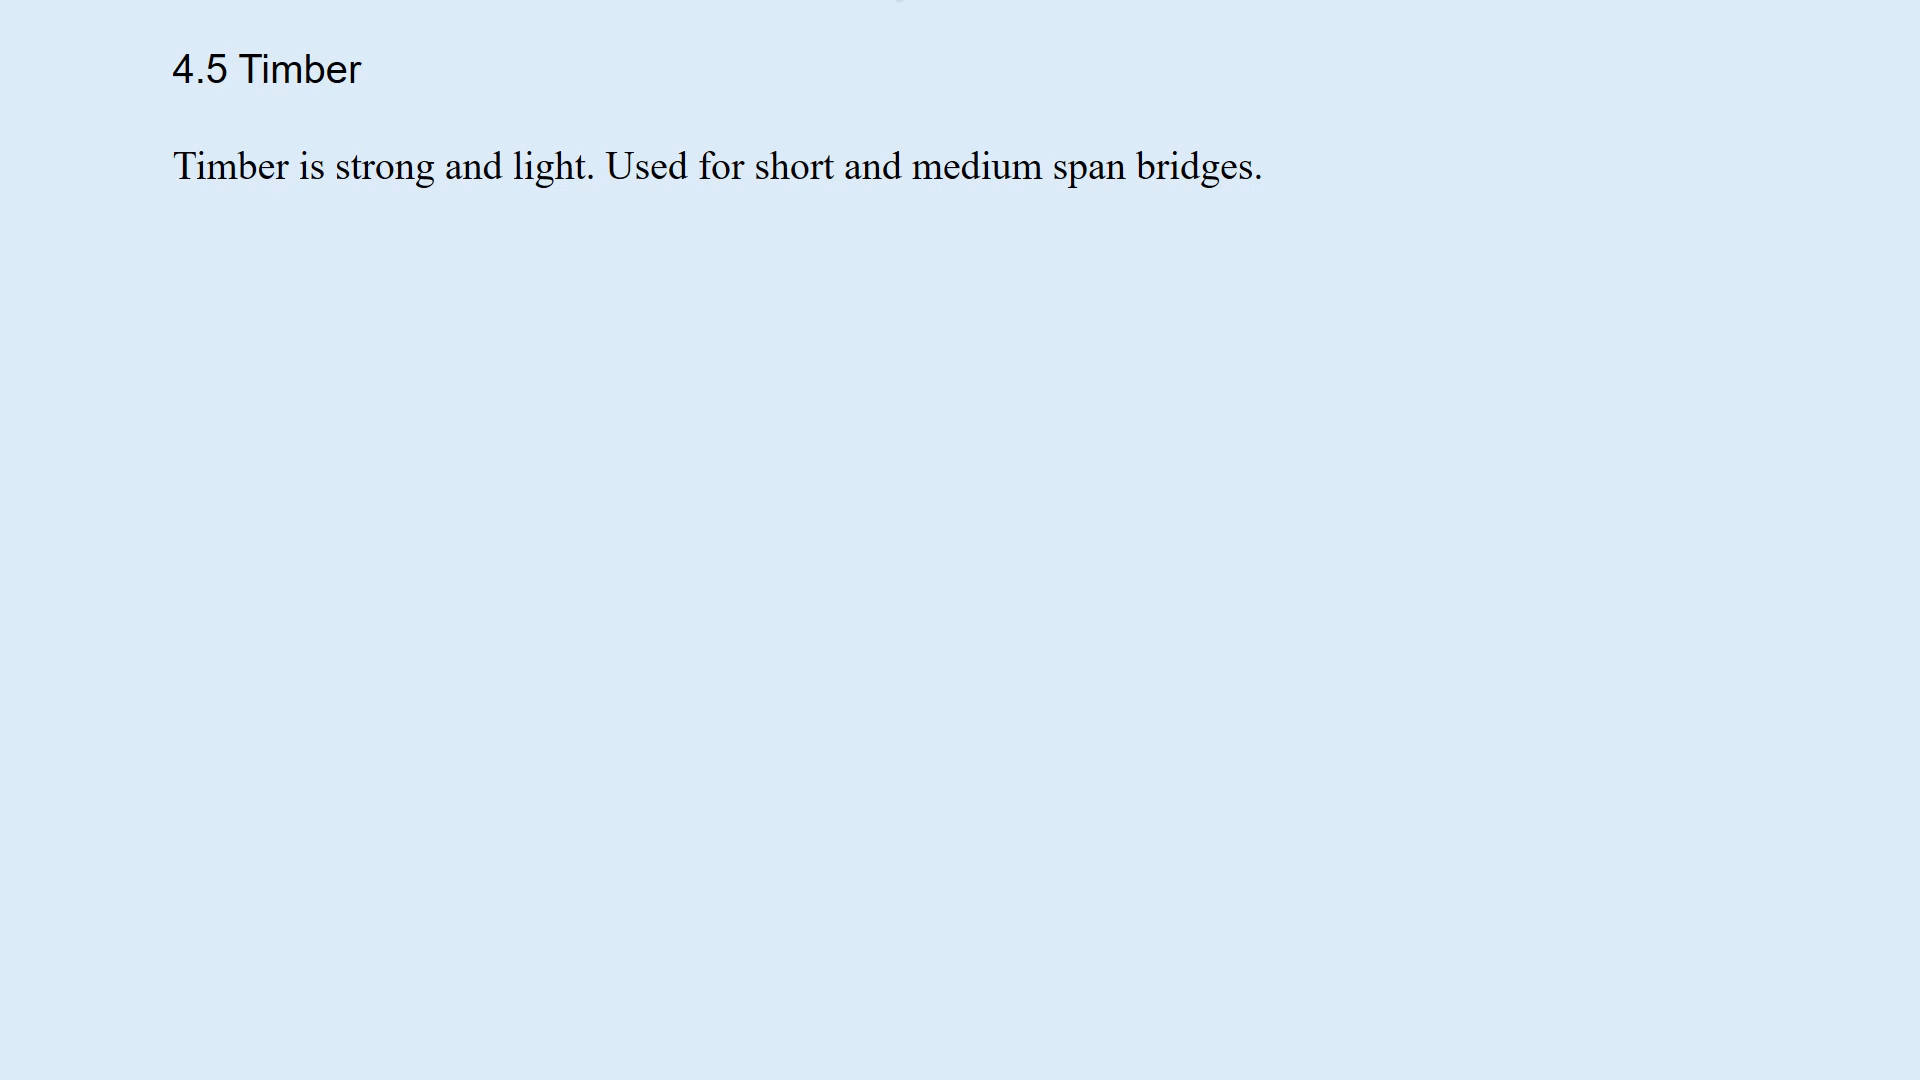 4.5 Timber
Timber is strong and light. Used for short and medium span bridges.